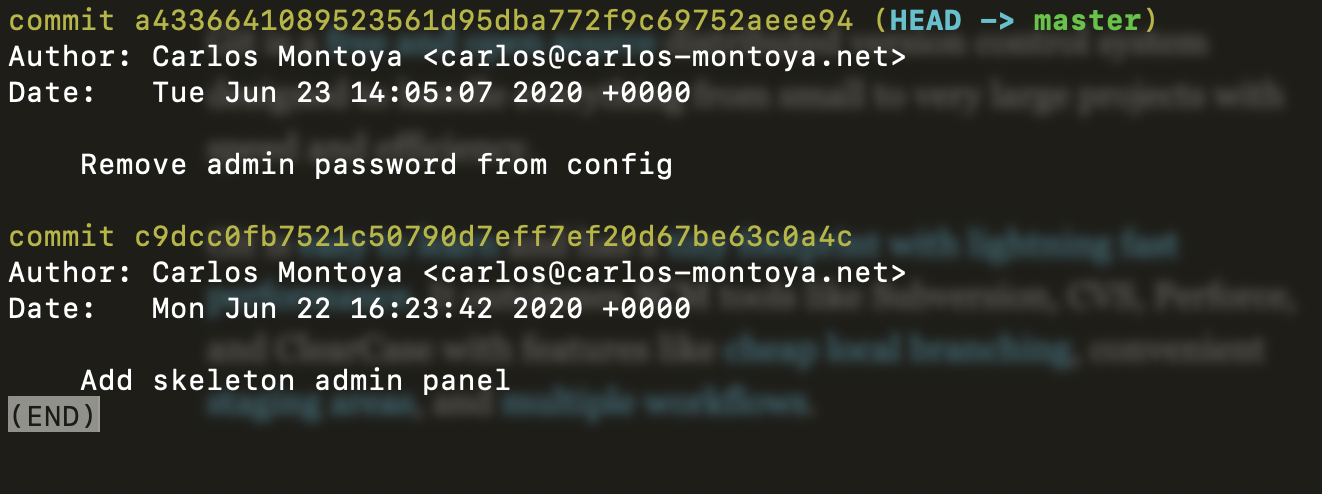 commit a4336641089523561d95dba772f9c69752aeee94 (HEAD -> master)
Author: Carlos Montoya <carlos@carlos-montoya.net>
Date:   Tue Jun 23 14:05:07 2020 +0000
Remove admin password from config
commit c9dcc0fb7521c50790d7eff7ef20d67be63c0a4c
Author: Carlos Montoya <carlos@carlos-montoya.net>
Date:   Mon Jun 22 16:23:42 2020 +0000
Add skeleton admin panel
(END)